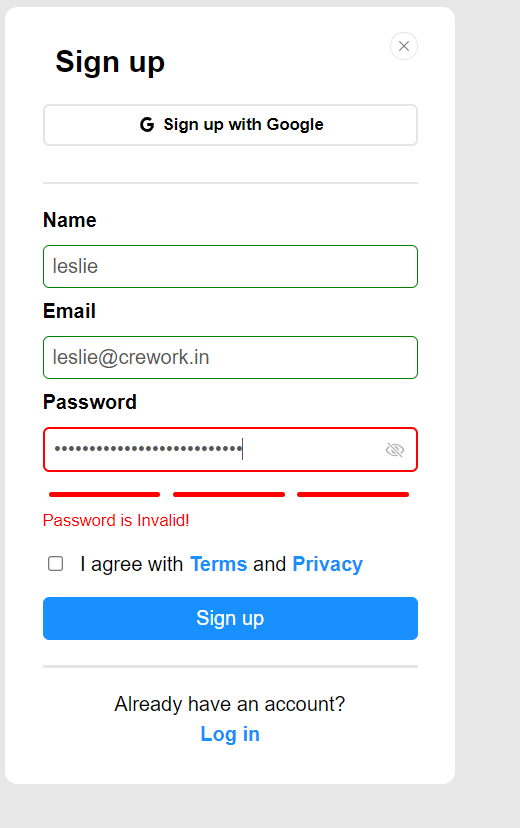 Sign up
G Sign up with Google
Name
leslie
Email
leslie@crework.in
Password
•••••••••••••••••••••••••••
Password is Invalid!
I agree with Terms and Privacy
Sign up
Already have an account?
Log in